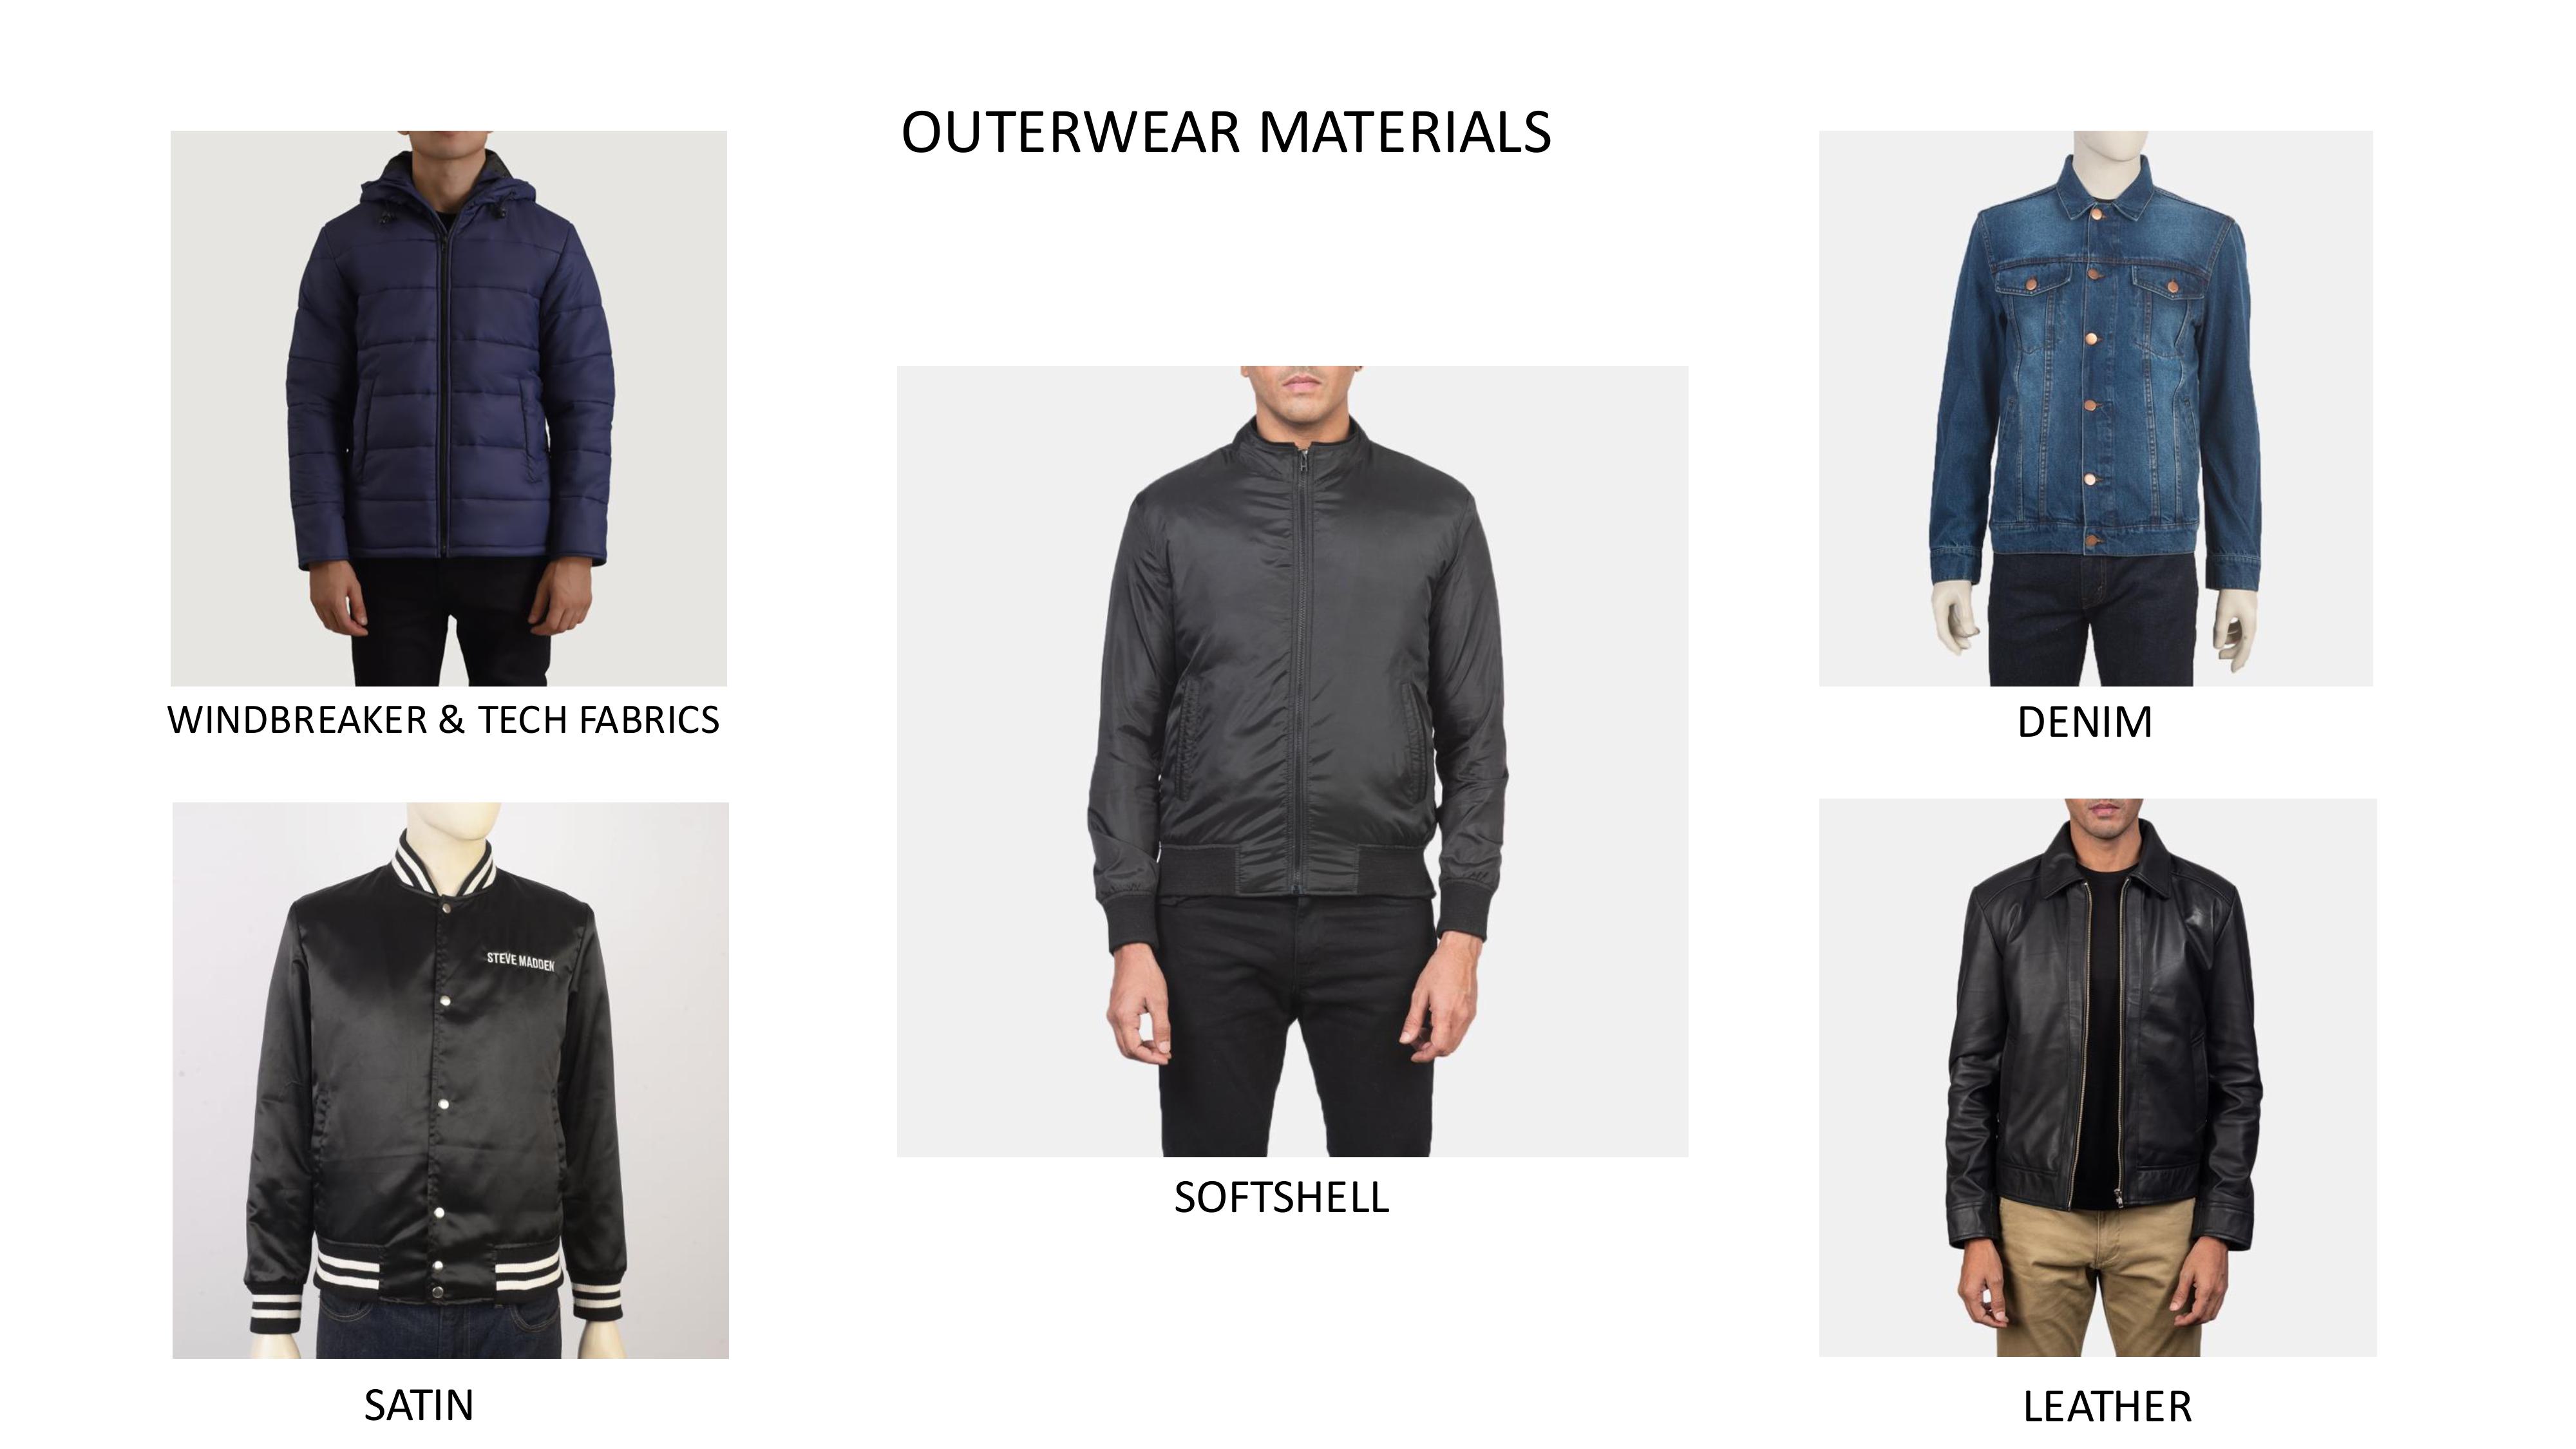 OUTERWEAR MATERIALS
WINDBREAKER & TECH FABRICS
DENIM
STEVE MADDEN
SOFTSHELL
SATIN
LEATHER